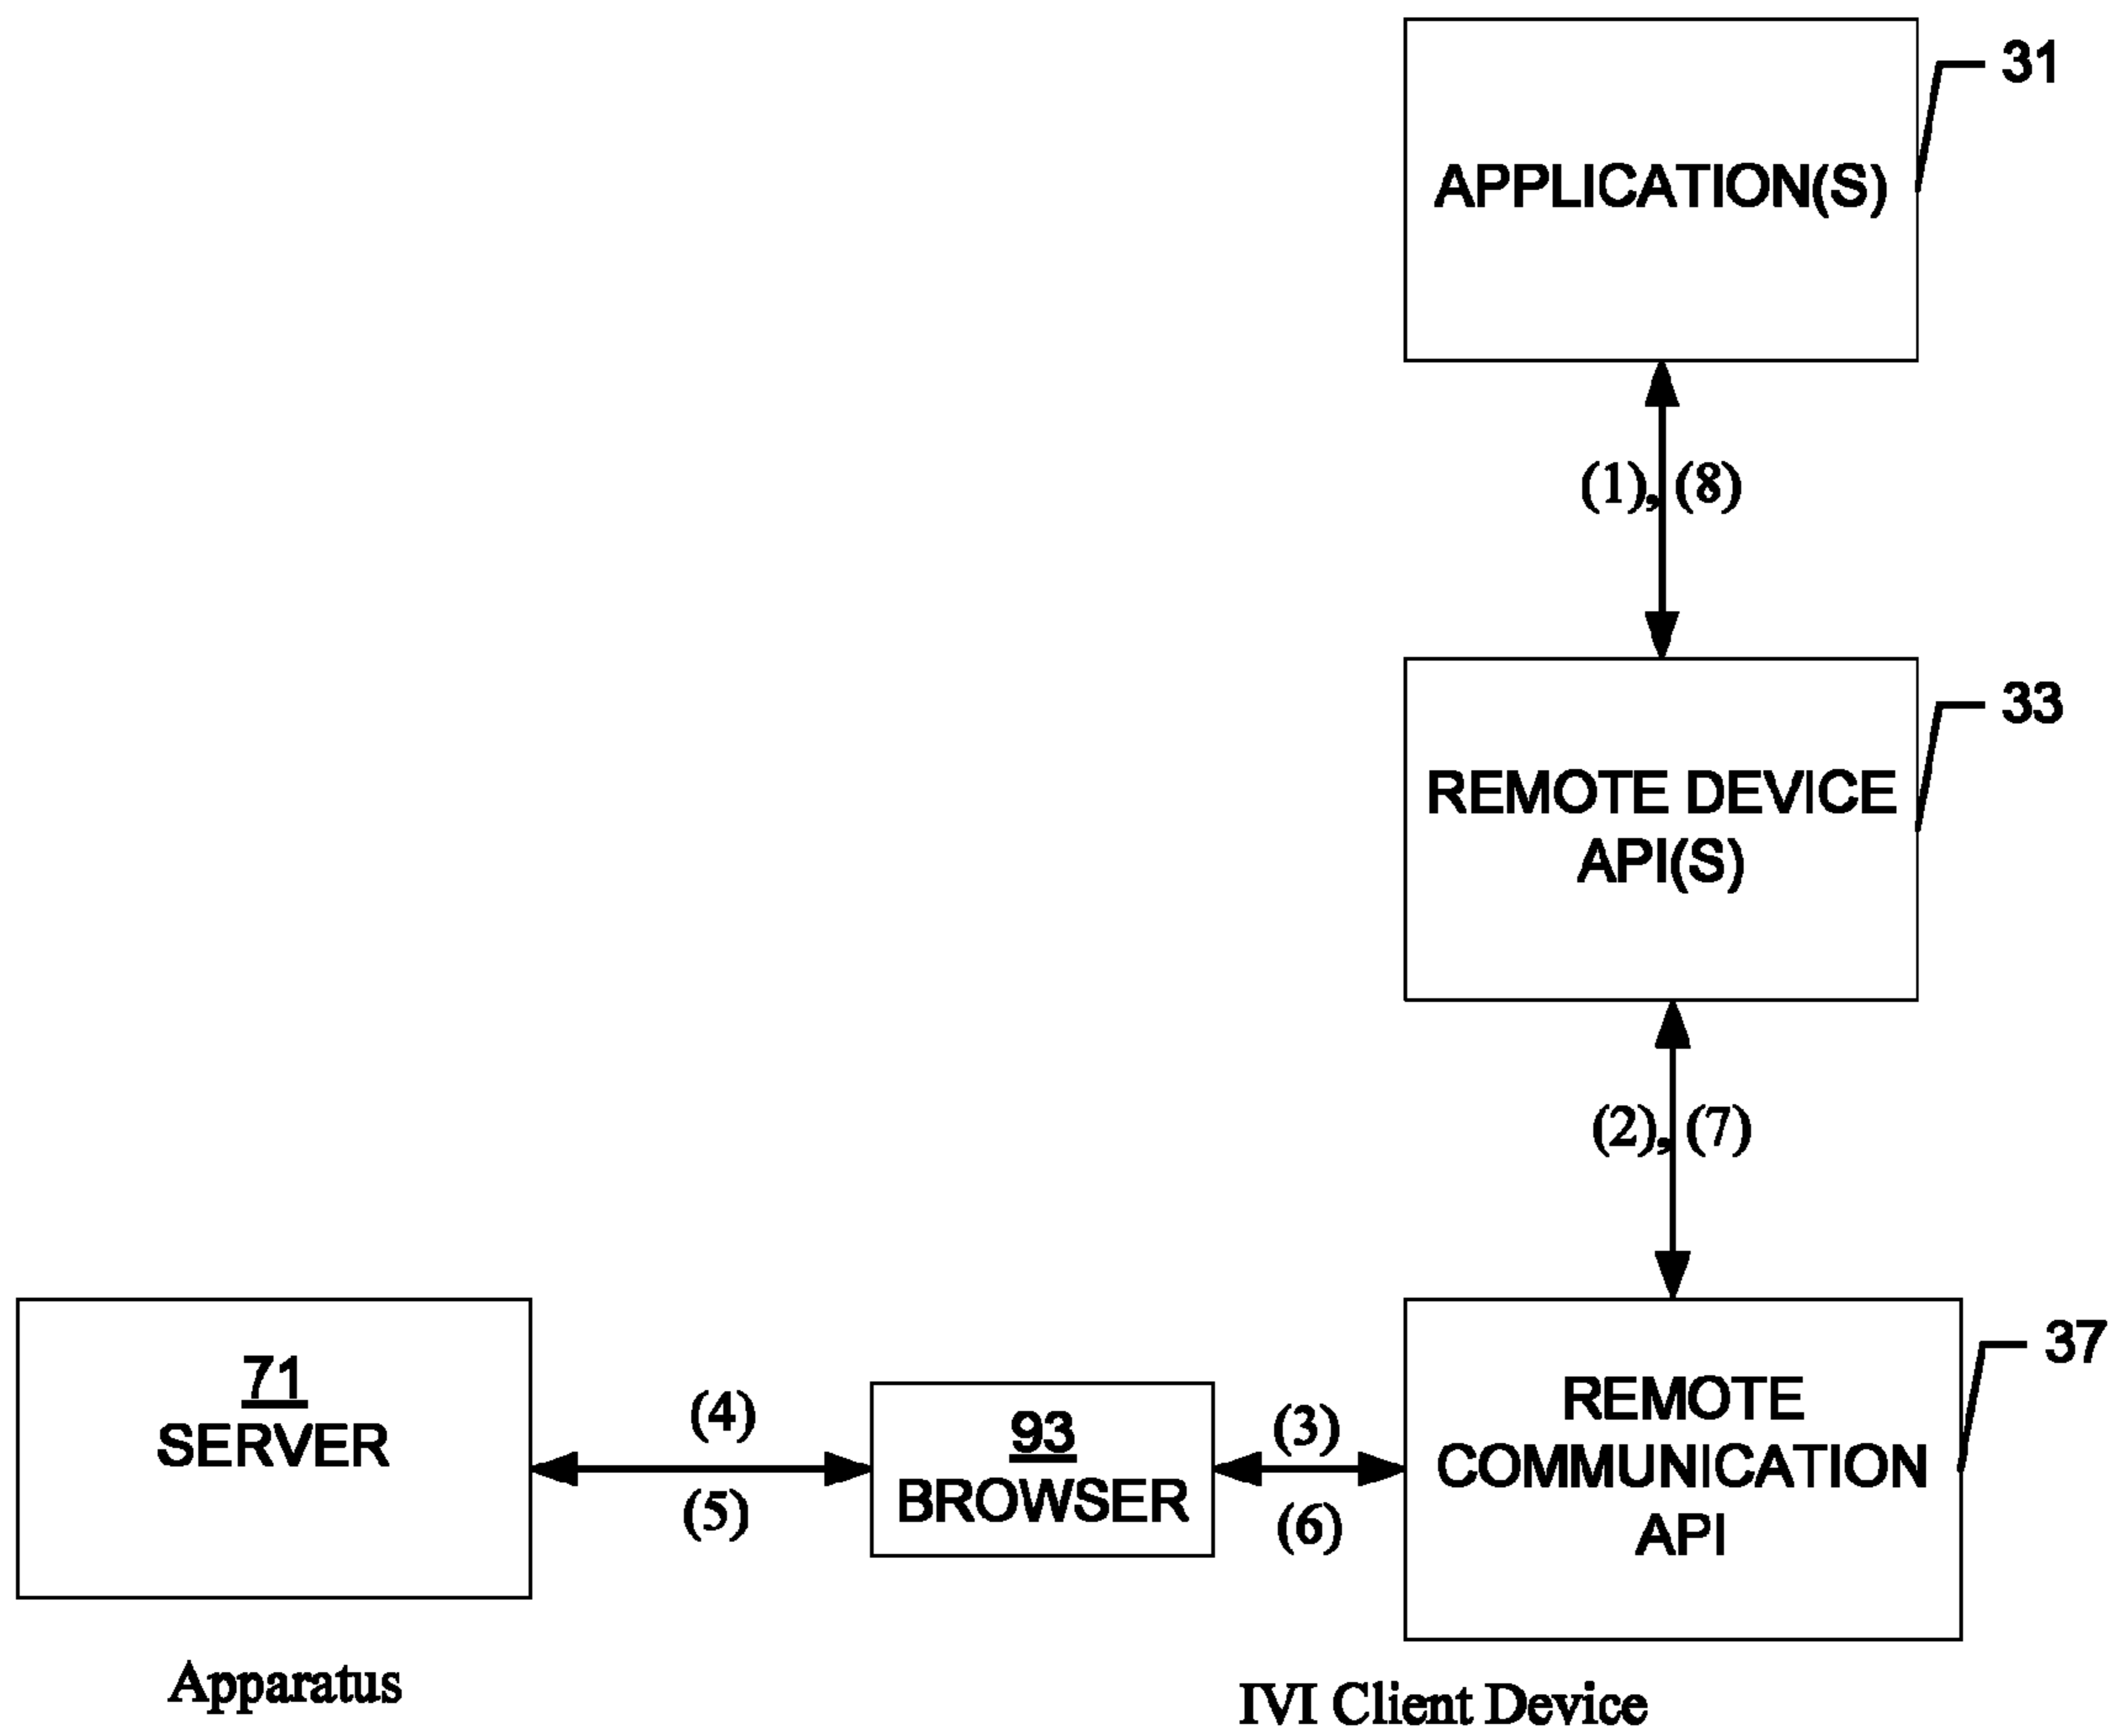 31
APPLICATION(S)
(1), (8)
33
REMOTE DEVICE
API(S)
(2), (7)
37
71
SERVER
(4)
(5)
93
BROWSER
(3)
(6)
REMOTE
COMMUNICATION
API
Apparatus
IVI Client Device